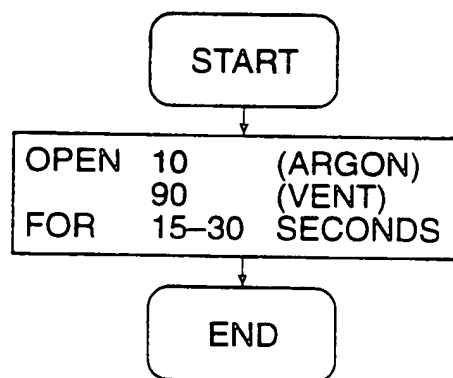 START
OPEN 10 (ARGON)
90 (VENT)
FOR 15–30 SECONDS
END